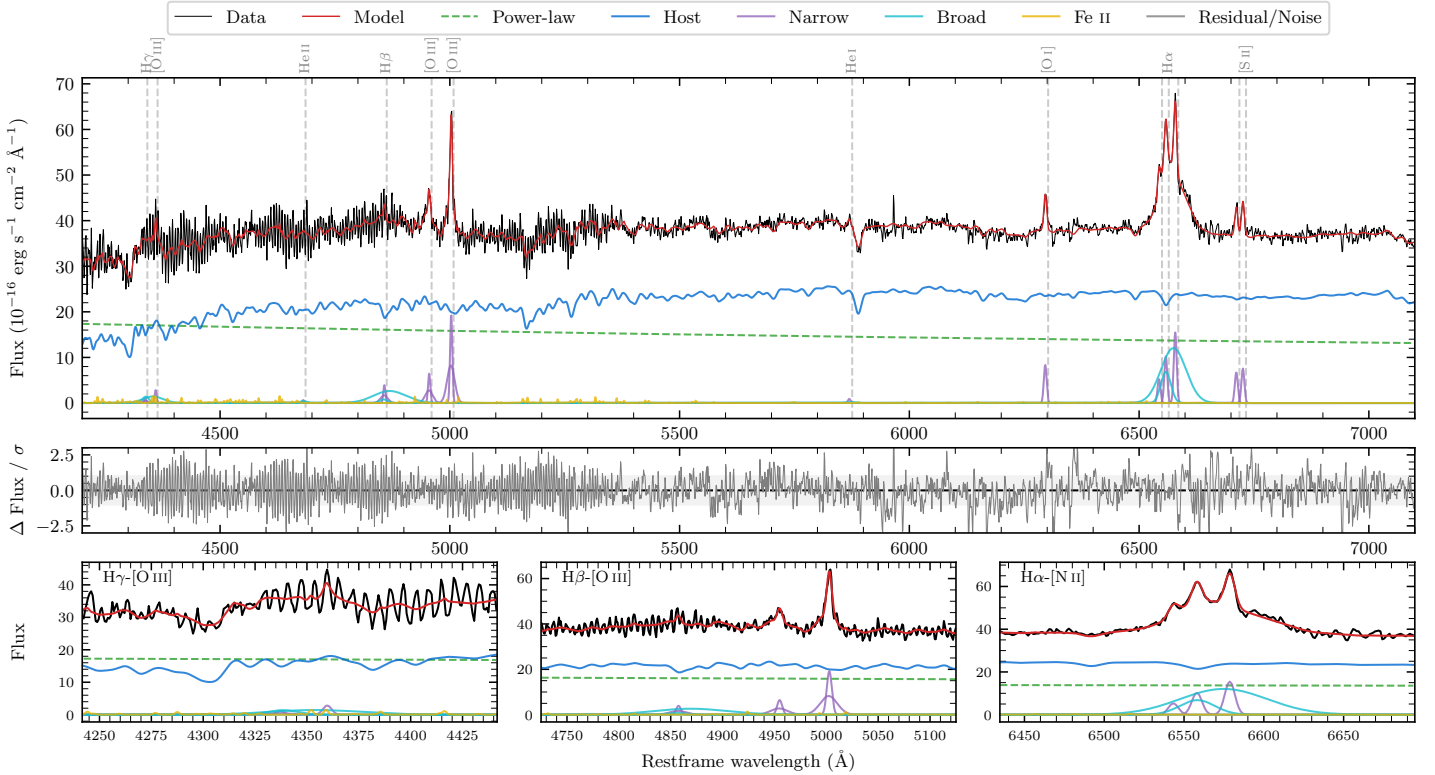 Data Model Power-law Host Narrow Broad Fe II Residual/Noise
Hγ [O III] He II Hβ [O III] [O III] He I [O I] Hα [S II]
Flux (10⁻¹⁶ erg s⁻¹ cm⁻² Å⁻¹)
70
60
50
40
30
20
10
0
4500 5000 5500 6000 6500 7000
Δ Flux / σ
2.5
0.0
−2.5
4500 5000 5500 6000 6500 7000
Flux
Hγ-[O III]
40
30
20
10
0
4250 4275 4300 4325 4350 4375 4400 4425
Hβ-[O III]
60
40
20
0
4750 4800 4850 4900 4950 5000 5050 5100
Hα-[N II]
60
40
20
0
6450 6500 6550 6600 6650
Restframe wavelength (Å)